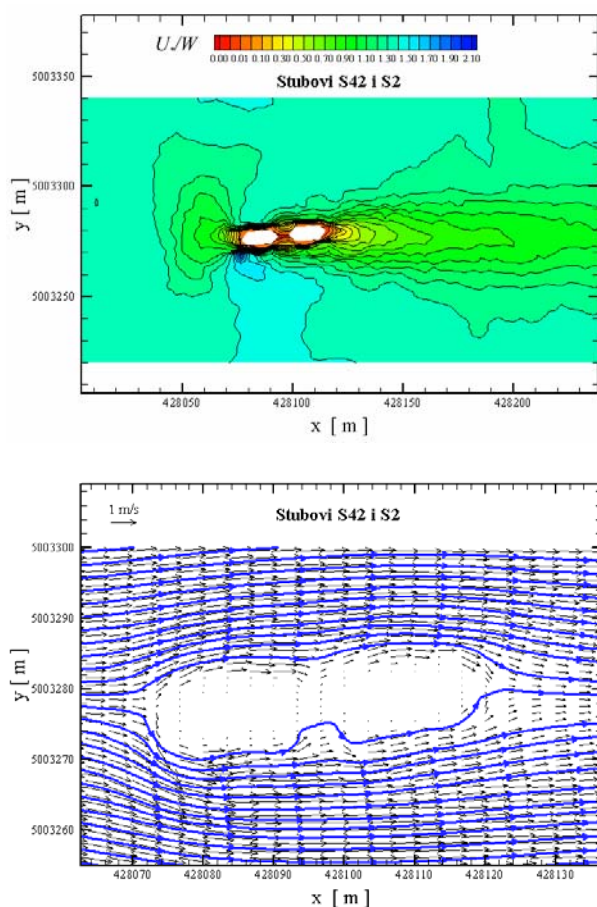 U./W
0.00 0.01 0.10 0.30 0.50 0.70 0.90 1.10 1.30 1.50 1.70 1.90 2.10
Stubovi S42 i S2
5003350
5003300
5003250
y [ m ]
428050 428100 428150 428200
x [ m ]
1 m/s
Stubovi S42 i S2
5003300
5003290
5003280
5003270
5003260
y [ m ]
428070 428080 428090 428100 428110 428120 428130
x [ m ]